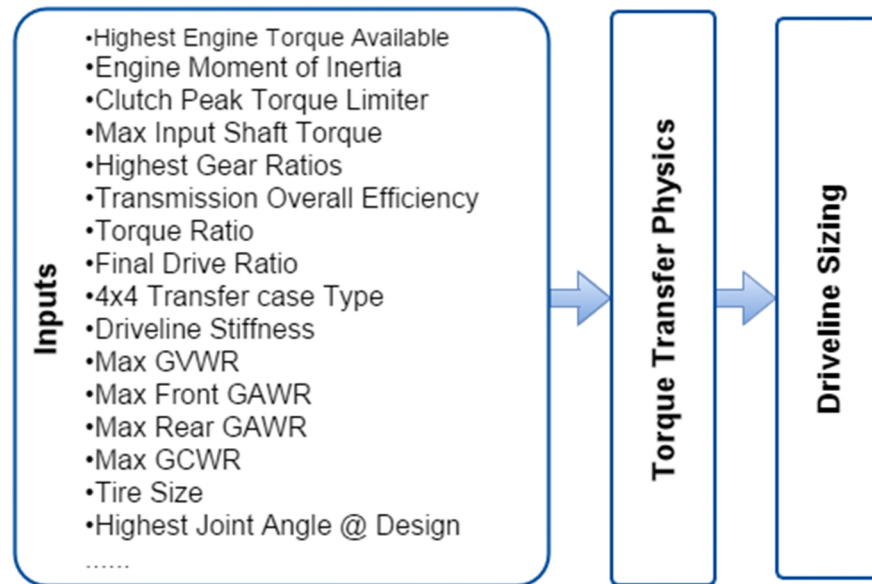 Inputs
•Highest Engine Torque Available
•Engine Moment of Inertia
•Clutch Peak Torque Limiter
•Max Input Shaft Torque
•Highest Gear Ratios
•Transmission Overall Efficiency
•Torque Ratio
•Final Drive Ratio
•4x4 Transfer case Type
•Driveline Stiffness
•Max GVWR
•Max Front GAWR
•Max Rear GAWR
•Max GCWR
•Tire Size
•Highest Joint Angle @ Design
......
Torque Transfer Physics
Driveline Sizing